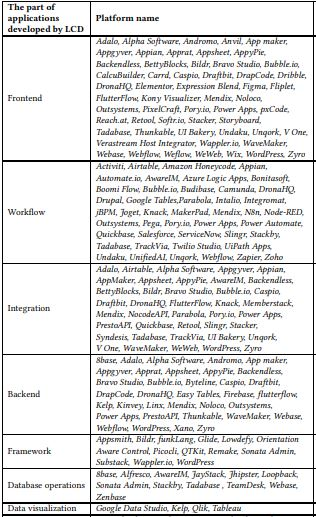 The part of
applications
developed by LCD
Platform name
Frontend
Adalo, Alpha Software, Andromo, Anvil, App maker,
Appgyver, Appian, Apprat, Appsheet, AppyPie,
Backendless, BettyBlocks, Bildr, Bravo Studio, Bubble.io,
CalcuBuilder, Carrd, Caspio, Draftbit, DrapCode, Dribble,
DronaHQ, Elementor, Expression Blend, Figma, Fliplet,
FlutterFlow, Kony Visualizer, Mendix, Noloco,
Outsystems, PixelCraft, Pory.io, Power Apps, pxCode,
Reach.at, Retool, Softr.io, Stacker, Storyboard,
Tadabase, Thunkable, UI Bakery, Undaku, Unqork, V One,
Verastream Host Integrator, Wappler.io, WaveMaker,
Webase, Webflow, Weflow, WeWeb, Wix, WordPress, Zyro
Workflow
Activiti, Airtable, Amazon Honeycode, Appian,
Automate.io, AwareIM, Azure Logic Apps, Bonitasoft,
Boomi Flow, Bubble.io, Budibase, Camunda, DronaHQ,
Drupal, Google Tables,Parabola, Intalio, Integromat,
jBPM, Joget, Knack, MakerPad, Mendix, N8n, Node-RED,
Outsystems, Pega, Pory.io, Power Apps, Power Automate,
Quickbase, Salesforce, ServiceNow, Slingr, Stackby,
Tadabase, TrackVia, Twilio Studio, UiPath Apps,
Undaku, UnifiedAI, Unqork, Webflow, Zapier, Zoho
Integration
Adalo, Airtable, Alpha Software, Appgyver, Appian,
AppMaker, Appsheet, AppyPie, AwareIM, Backendless,
BettyBlocks, Bildr, Bravo Studio, Bubble.io, Caspio,
Draftbit, DronaHQ, FlutterFlow, Knack, Memberstack,
Mendix, NocodeAPI, Parabola, Pory.io, Power Apps,
PrestoAPI, Quickbase, Retool, Slingr, Stacker,
Syndesis, Tadabase, TrackVia, UI Bakery, Unqork,
V One, WaveMaker, WeWeb, WordPress, Zyro
Backend
8base, Adalo, Alpha Software, Andromo, App maker,
Appgyver, Apprat, Appsheet, AppyPie, Backendless,
Bravo Studio, Bubble.io, Byteline, Caspio, Draftbit,
DrapCode, DronaHQ, Easy Tables, Firebase, flutterflow,
Kelp, Kinvey, Linx, Mendix, Noloco, Outsystems,
Power Apps, PrestoAPI, Thunkable, WaveMaker, Webase,
Webflow, WordPress, Xano, Zyro
Framework
Appsmith, Bildr, funkLang, Glide, Lowdefy, Orientation
Aware Control, Picocli, QTKit, Remake, Sonata Admin,
Substack, Wappler.io, WordPress
Database operations
8base, Alfresco, AwareIM, JayStack, Jhipster, Loopback,
Sonata Admin, Stackby, Tadabase , TeamDesk, Webase,
Zenbase
Data visualization
Google Data Studio, Kelp, Qlik, Tableau